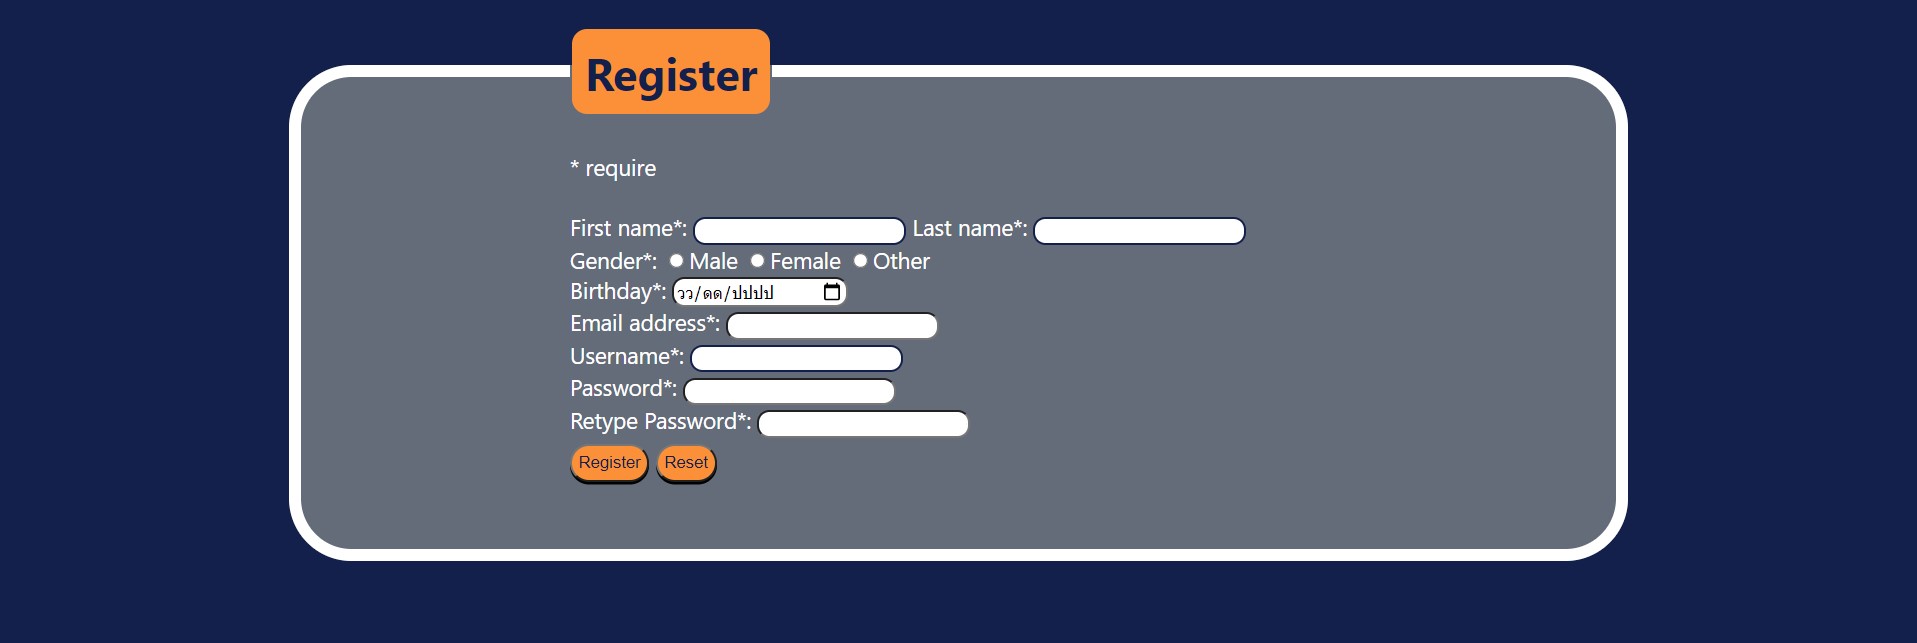 Register
* require
First name*: Last name*:
Gender*: Male Female Other
Birthday*: วว/ดด/ปปปป
Email address*:
Username*:
Password*:
Retype Password*:
Register Reset